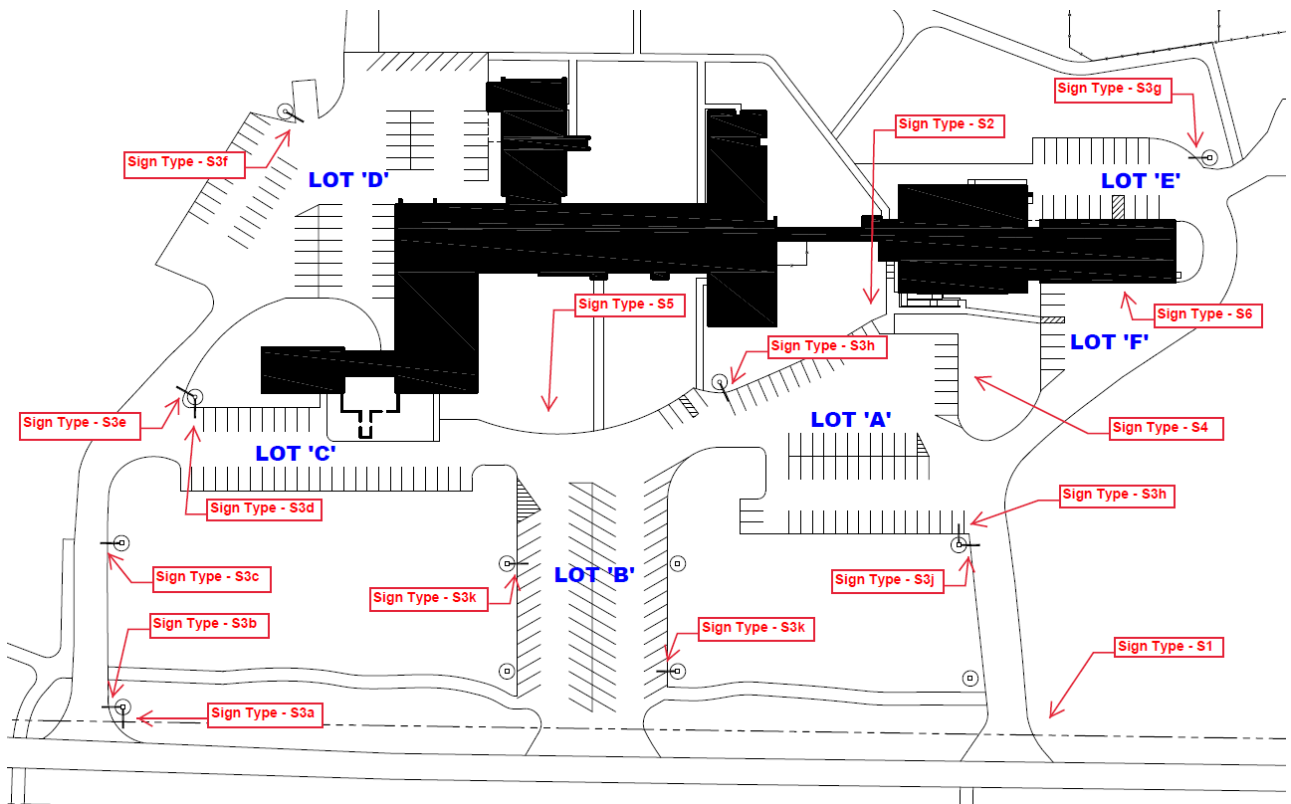 Sign Type - S3g
Sign Type - S2
Sign Type - S3f
LOT 'D'
LOT 'E'
Sign Type - S5
Sign Type - S6
Sign Type - S3h
LOT 'F'
Sign Type - S3e
LOT 'A'
Sign Type - S4
LOT 'C'
Sign Type - S3h
Sign Type - S3d
Sign Type - S3c
LOT 'B'
Sign Type - S3j
Sign Type - S3k
Sign Type - S3b
Sign Type - S3k
Sign Type - S1
Sign Type - S3a